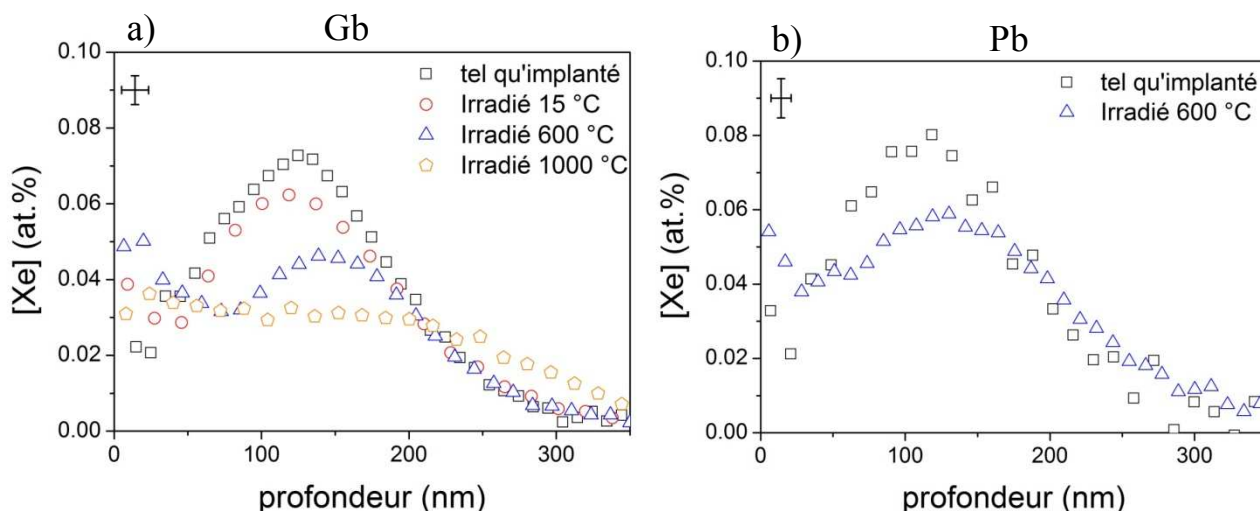 a) Gb
[Xe] (at.%)
0.10
0.08
0.06
0.04
0.02
0.00
tel qu'implanté
Irradié 15 °C
Irradié 600 °C
Irradié 1000 °C
0 100 200 300
profondeur (nm)
b) Pb
[Xe] (at.%)
0.10
0.08
0.06
0.04
0.02
0.00
tel qu'implanté
Irradié 600 °C
0 100 200 300
profondeur (nm)